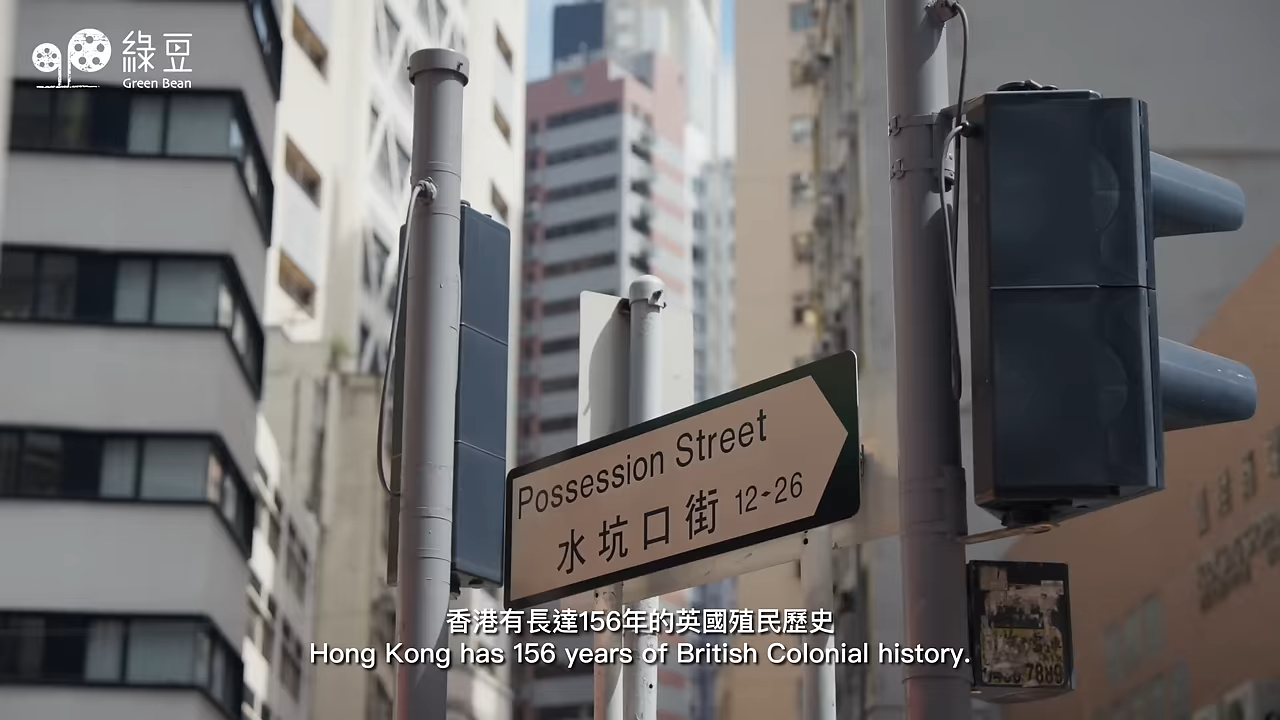 綠豆
Green Bean
Possession Street
水坑口街 12-26
香港有長達156年的英國殖民歷史
Hong Kong has 156 years of British Colonial history.
7889